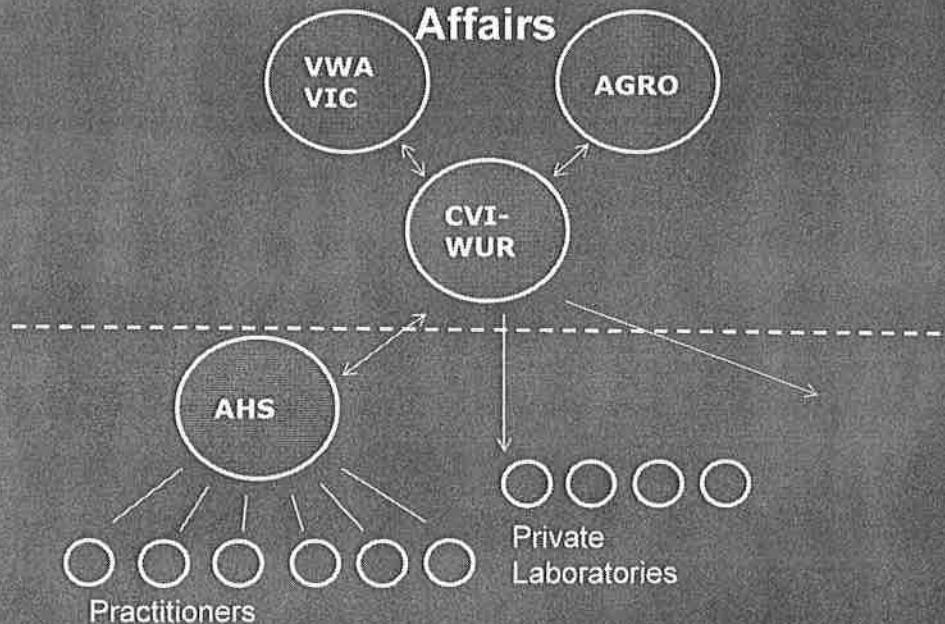 Affairs
VWA
VIC
AGRO
CVI-
WUR
AHS
Private
Laboratories
Practitioners